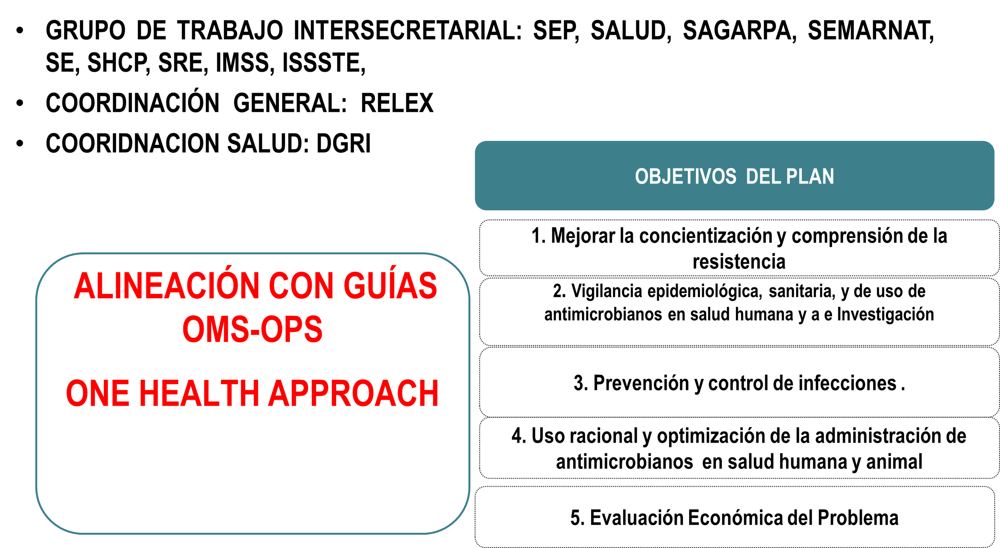 • GRUPO DE TRABAJO INTERSECRETARIAL: SEP, SALUD, SAGARPA, SEMARNAT,
SE, SHCP, SRE, IMSS, ISSSTE,
• COORDINACIÓN GENERAL: RELEX
• COORIDNACION SALUD: DGRI
ALINEACIÓN CON GUÍAS
OMS-OPS
ONE HEALTH APPROACH
OBJETIVOS DEL PLAN
1. Mejorar la concientización y comprensión de la
resistencia
2. Vigilancia epidemiológica, sanitaria, y de uso de
antimicrobianos en salud humana y a e Investigación
3. Prevención y control de infecciones .
4. Uso racional y optimización de la administración de
antimicrobianos en salud humana y animal
5. Evaluación Económica del Problema